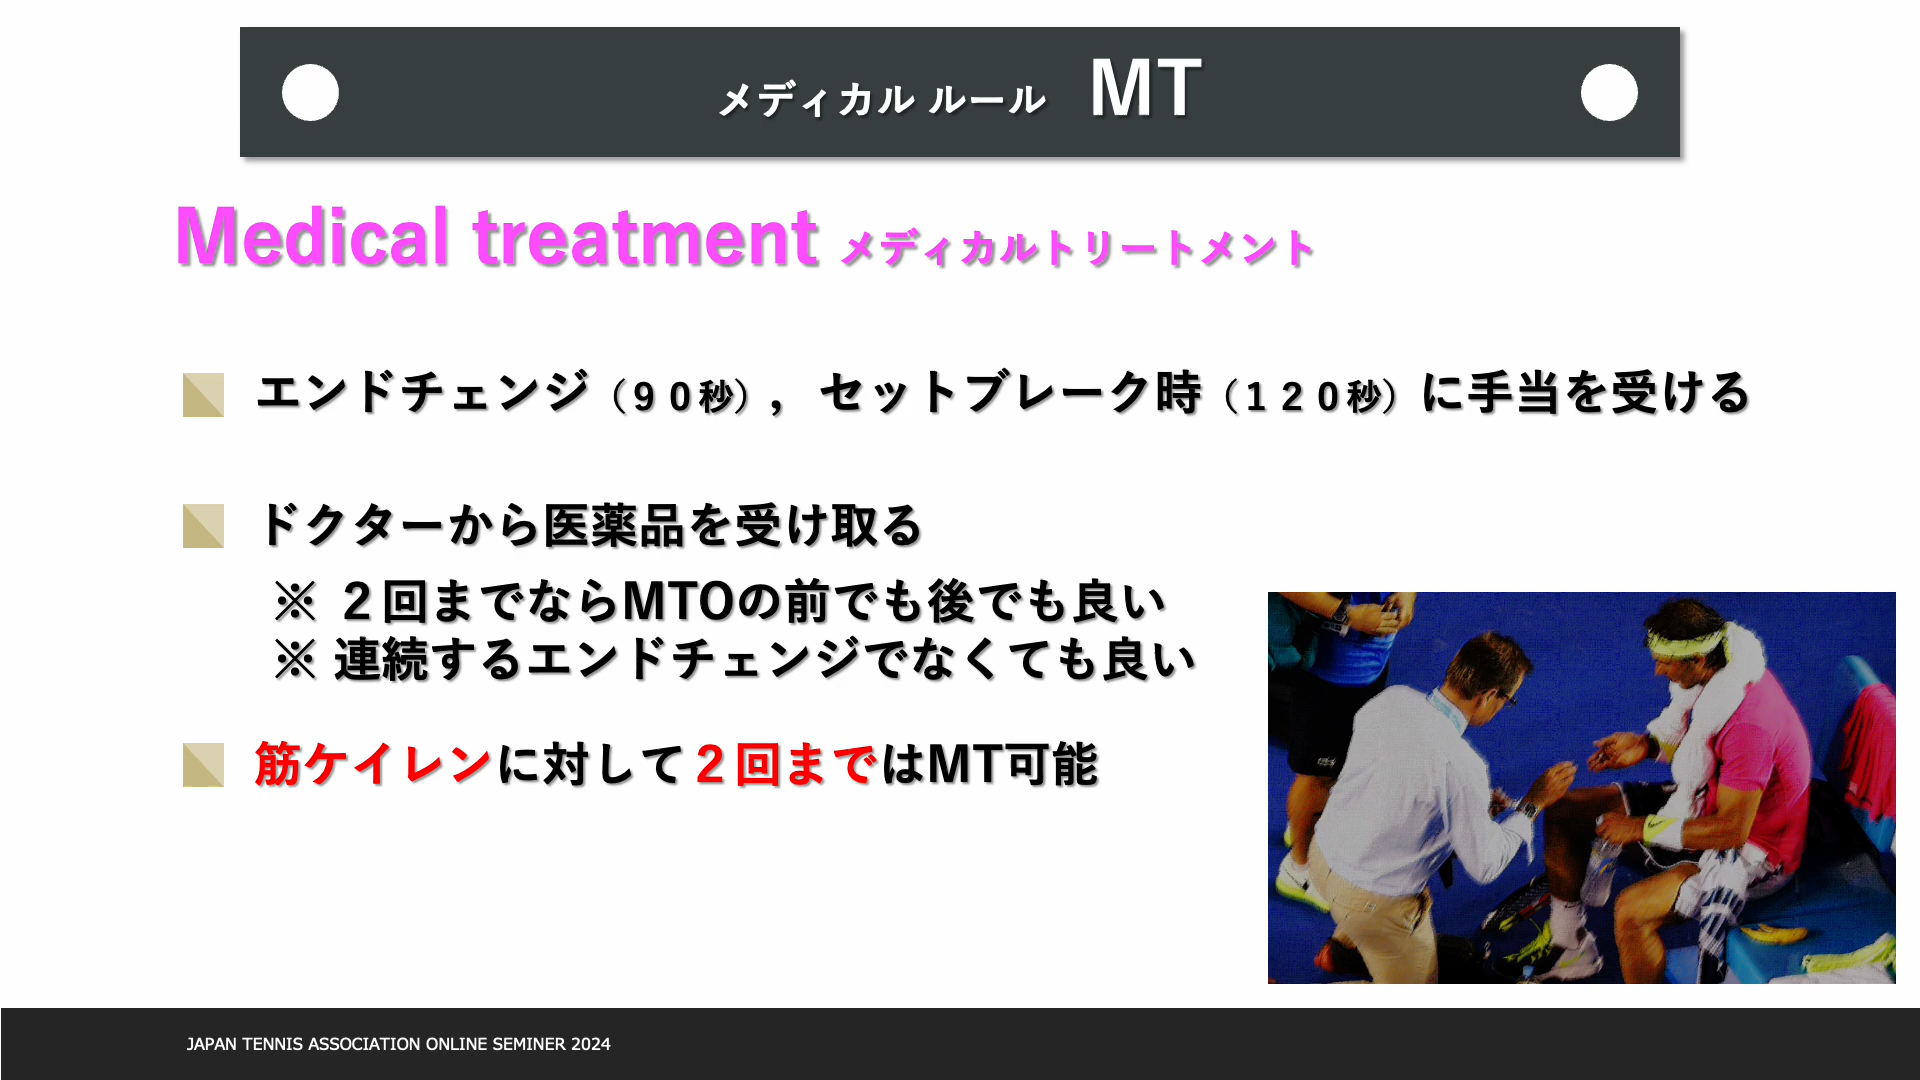 メディカル ルール MT
Medical treatment メディカルトリートメント
エンドチェンジ（９０秒），セットブレーク時（１２０秒）に手当を受ける
ドクターから医薬品を受け取る
※ ２回までならMTOの前でも後でも良い
※ 連続するエンドチェンジでなくても良い
筋ケイレンに対して２回まではMT可能
JAPAN TENNIS ASSOCIATION ONLINE SEMINER 2024